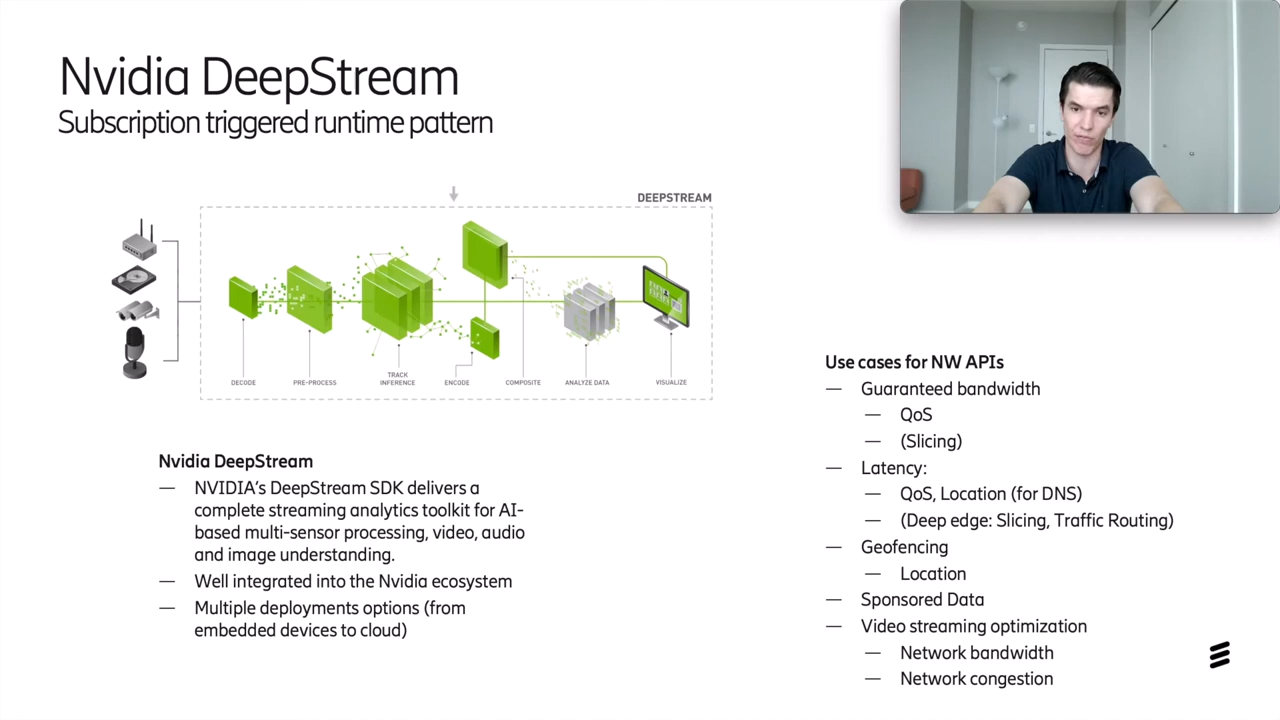 Nvidia DeepStream
Subscription triggered runtime pattern
DEEPSTREAM
DECODE
PRE-PROCESS
TRACK
INFERENCE
ENCODE
COMPOSITE
ANALYZE DATA
VISUALIZE
Nvidia DeepStream
— NVIDIA's DeepStream SDK delivers a
complete streaming analytics toolkit for AI-
based multi-sensor processing, video, audio
and image understanding.
— Well integrated into the Nvidia ecosystem
— Multiple deployments options (from
embedded devices to cloud)
Use cases for NW APIs
— Guaranteed bandwidth
— QoS
— (Slicing)
— Latency:
— QoS, Location (for DNS)
— (Deep edge: Slicing, Traffic Routing)
— Geofencing
— Location
— Sponsored Data
— Video streaming optimization
— Network bandwidth
— Network congestion